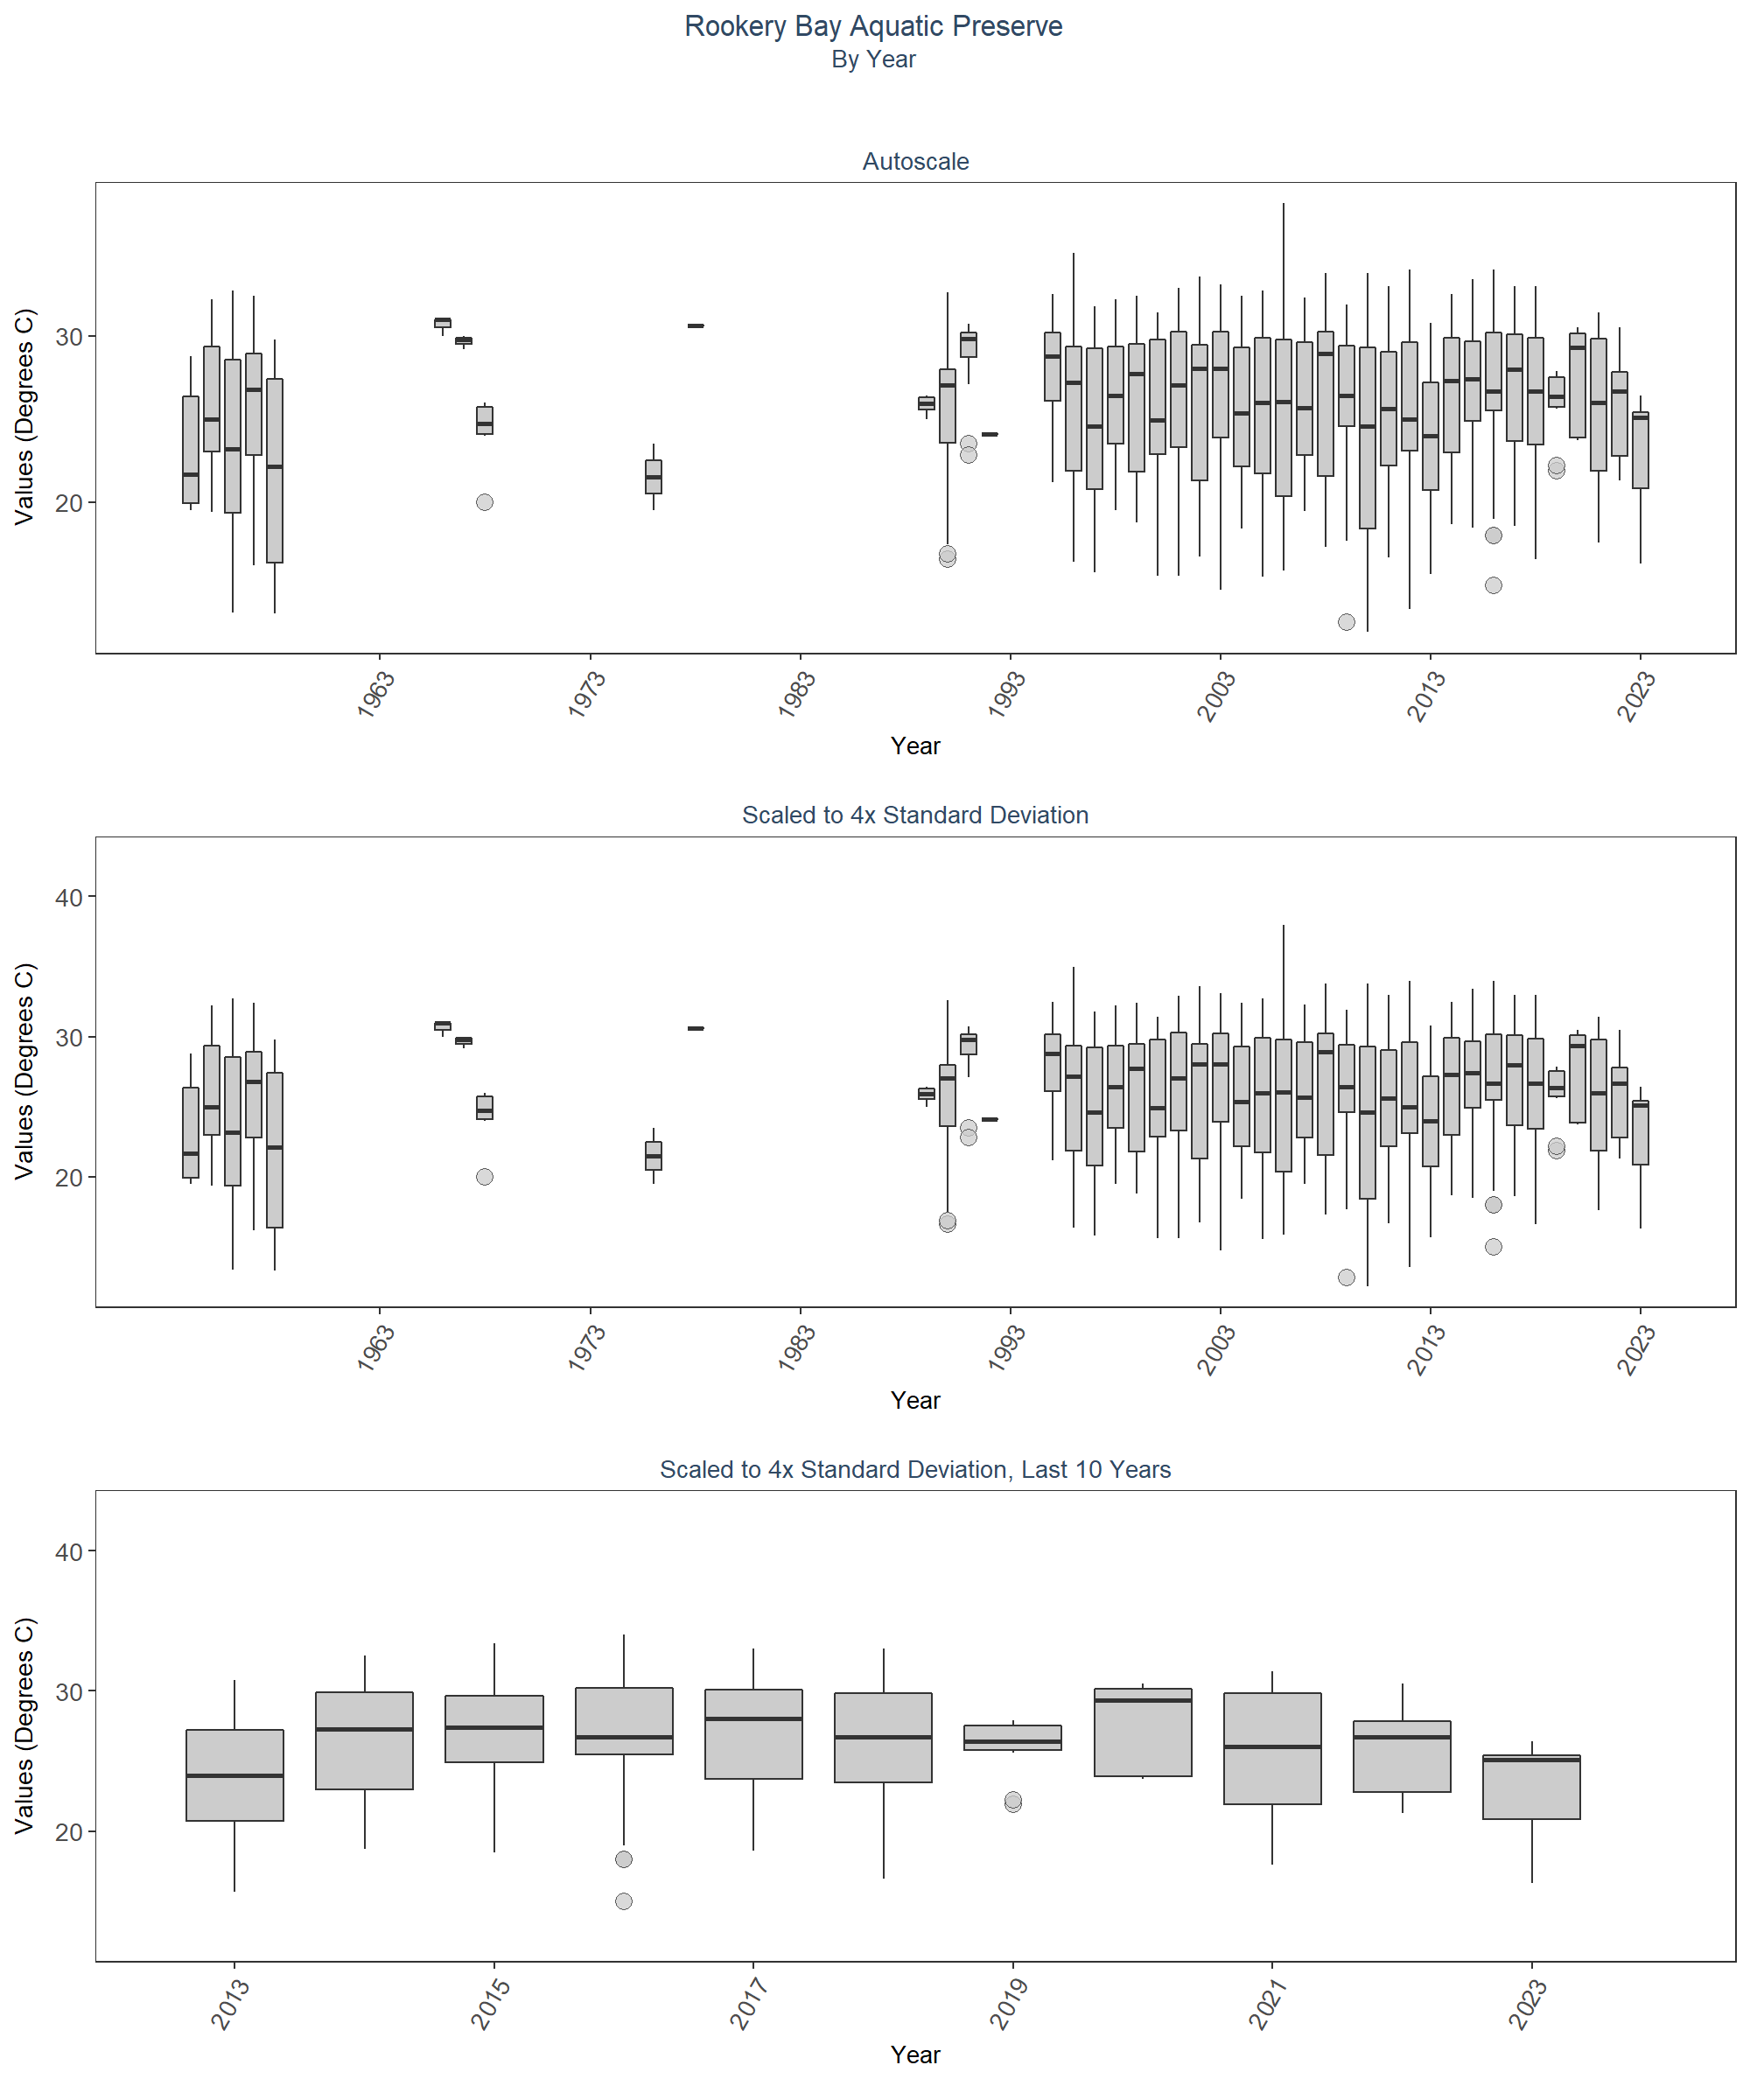 Rookery Bay Aquatic Preserve
By Year
Autoscale
Values (Degrees C)
30
20
1963 1973 1983 1993 2003 2013 2023
Year
Scaled to 4x Standard Deviation
Values (Degrees C)
40
30
20
1963 1973 1983 1993 2003 2013 2023
Year
Scaled to 4x Standard Deviation, Last 10 Years
Values (Degrees C)
40
30
20
2013 2015 2017 2019 2021 2023
Year